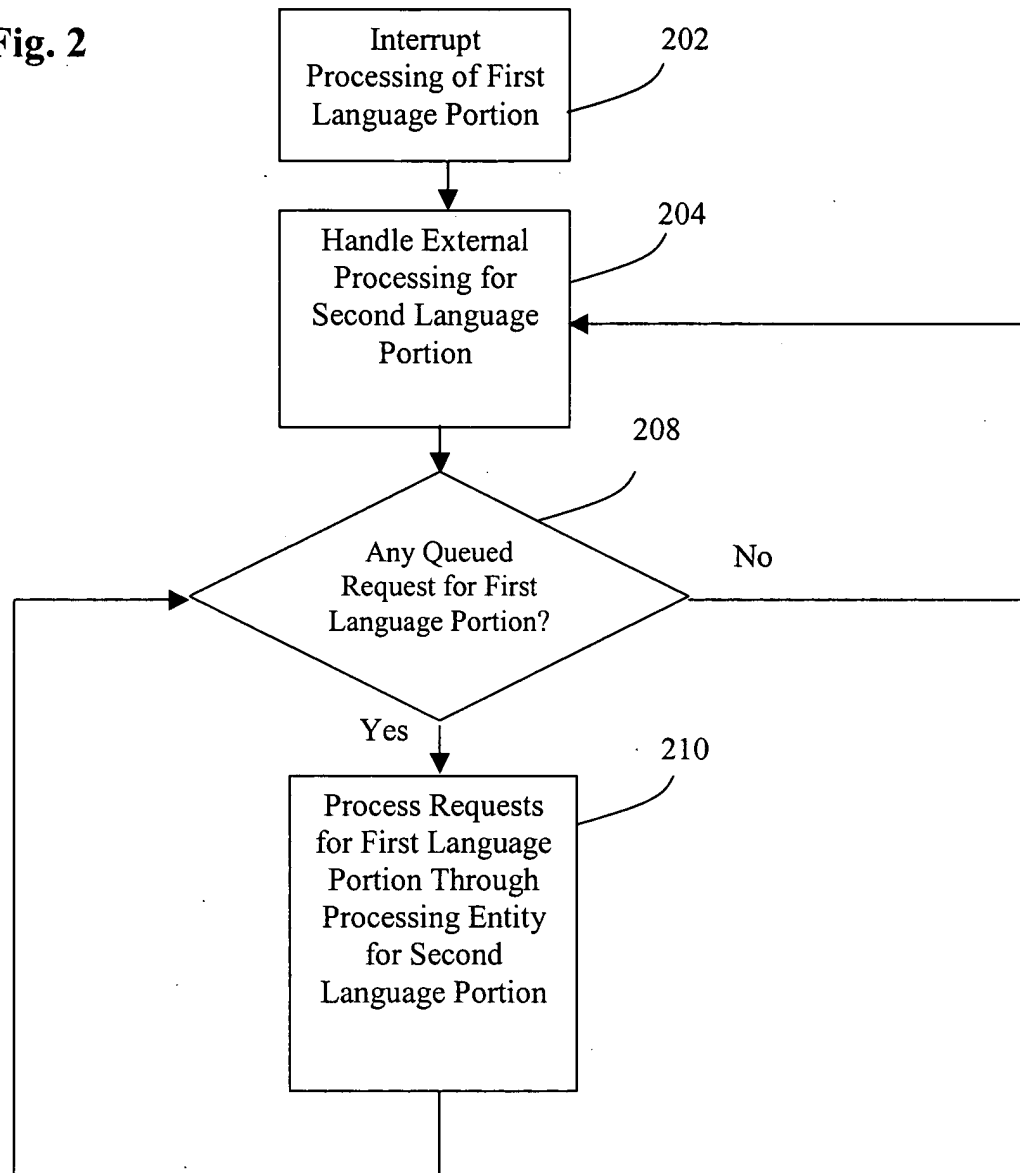 Fig. 2
Interrupt
Processing of First
Language Portion
202
Handle External
Processing for
Second Language
Portion
204
208
Any Queued
Request for First
Language Portion?
No
Yes
210
Process Requests
for First Language
Portion Through
Processing Entity
for Second
Language Portion